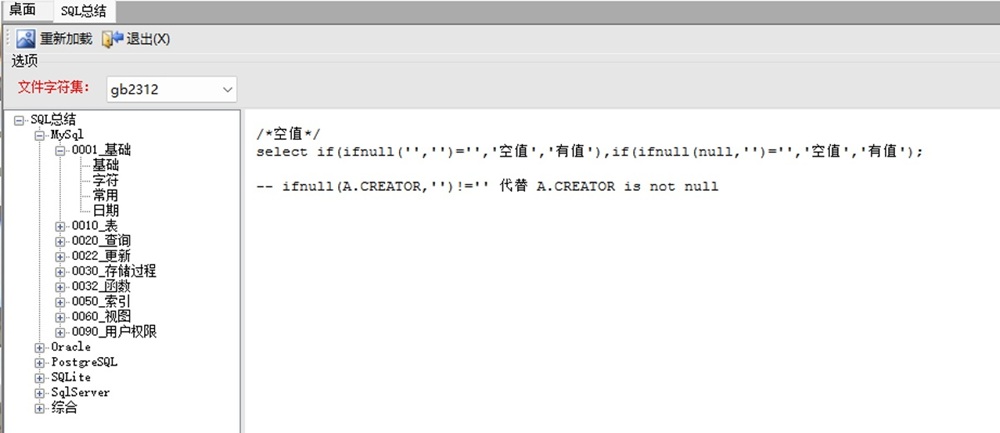 桌面 SQL总结
重新加载 退出(X)
选项
文件字符集: gb2312
SQL总结
MySql
0001_基础
基础
字符
常用
日期
0010_表
0020_查询
0022_更新
0030_存储过程
0032_函数
0050_索引
0060_视图
0090_用户权限
Oracle
PostgreSQL
SQLite
SqlServer
综合
/*空值*/
select if(ifnull('','')='','空值','有值'),if(ifnull(null,'')='','空值','有值');
-- ifnull(A.CREATOR,'')!='' 代替 A.CREATOR is not null